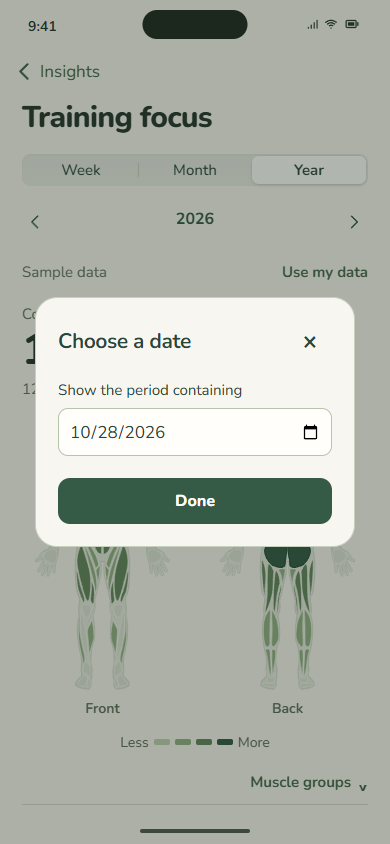 9:41
Insights
Training focus
Week Month Year
2026
Sample data Use my data
Choose a date
Show the period containing
10/28/2026
Done
Front Back
Less More
Muscle groups